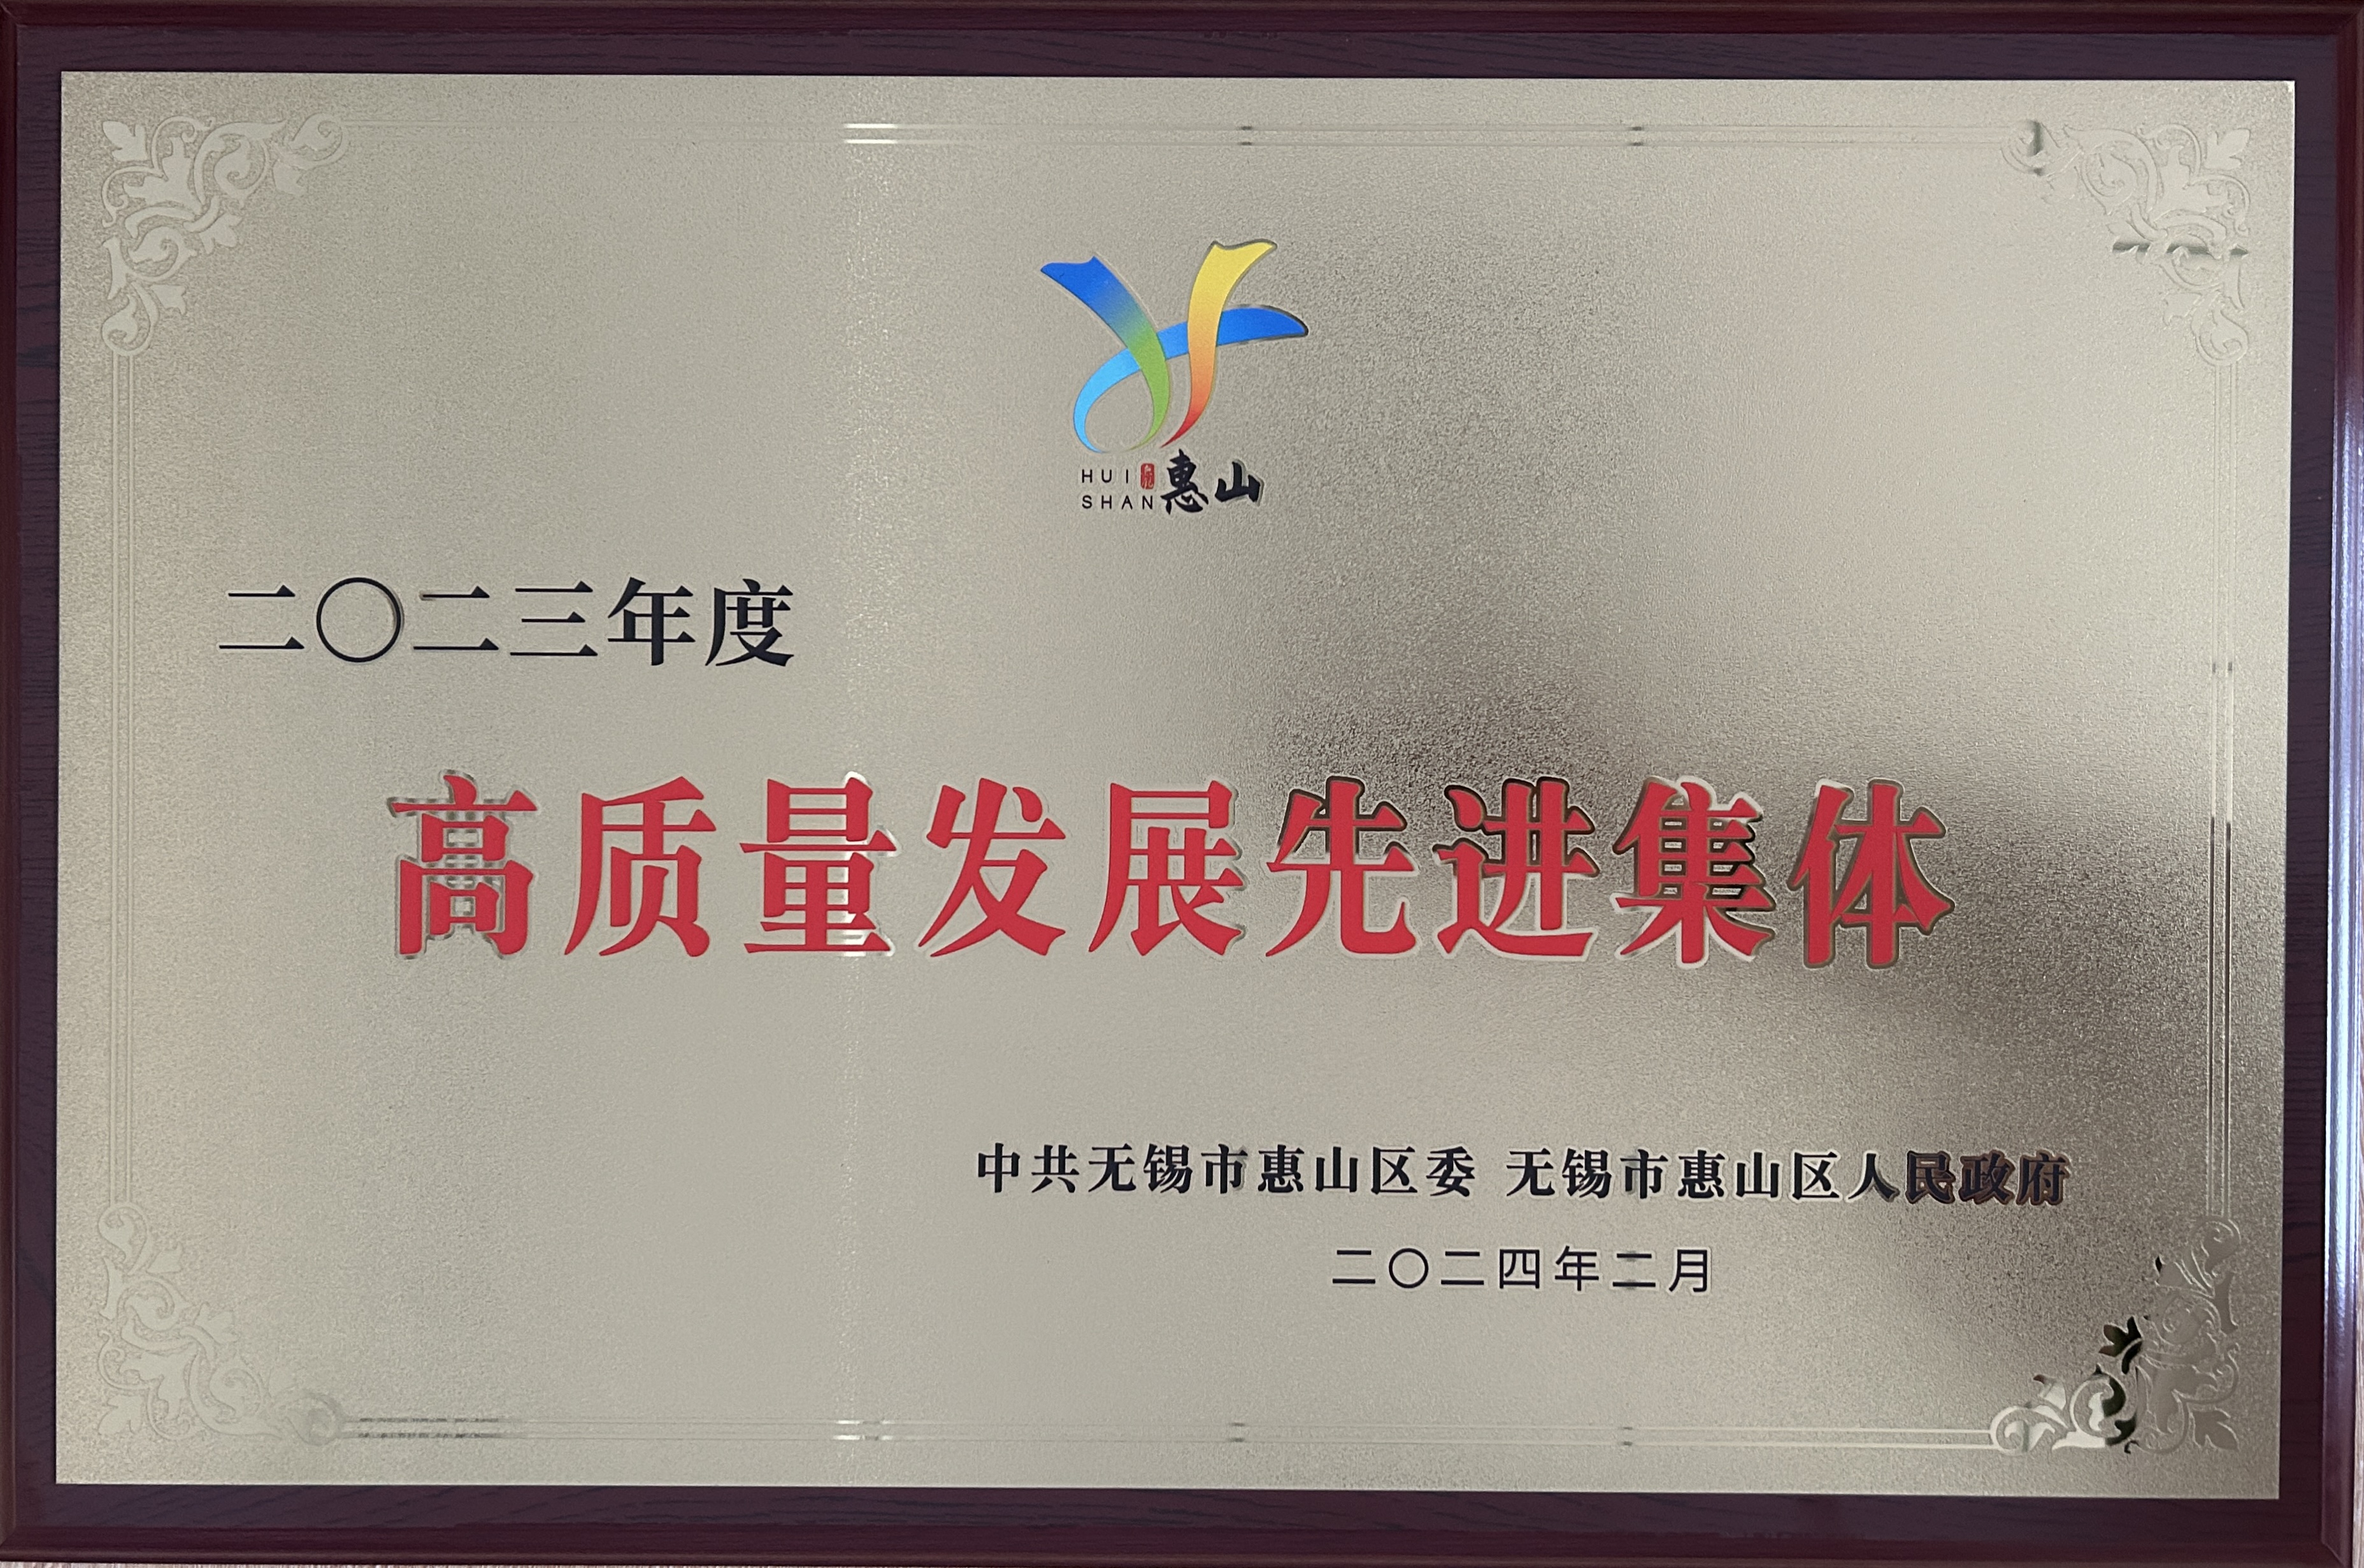 HUI 惠山
SHAN
二〇二三年度
高质量发展先进集体
中共无锡市惠山区委 无锡市惠山区人民政府
二〇二四年二月